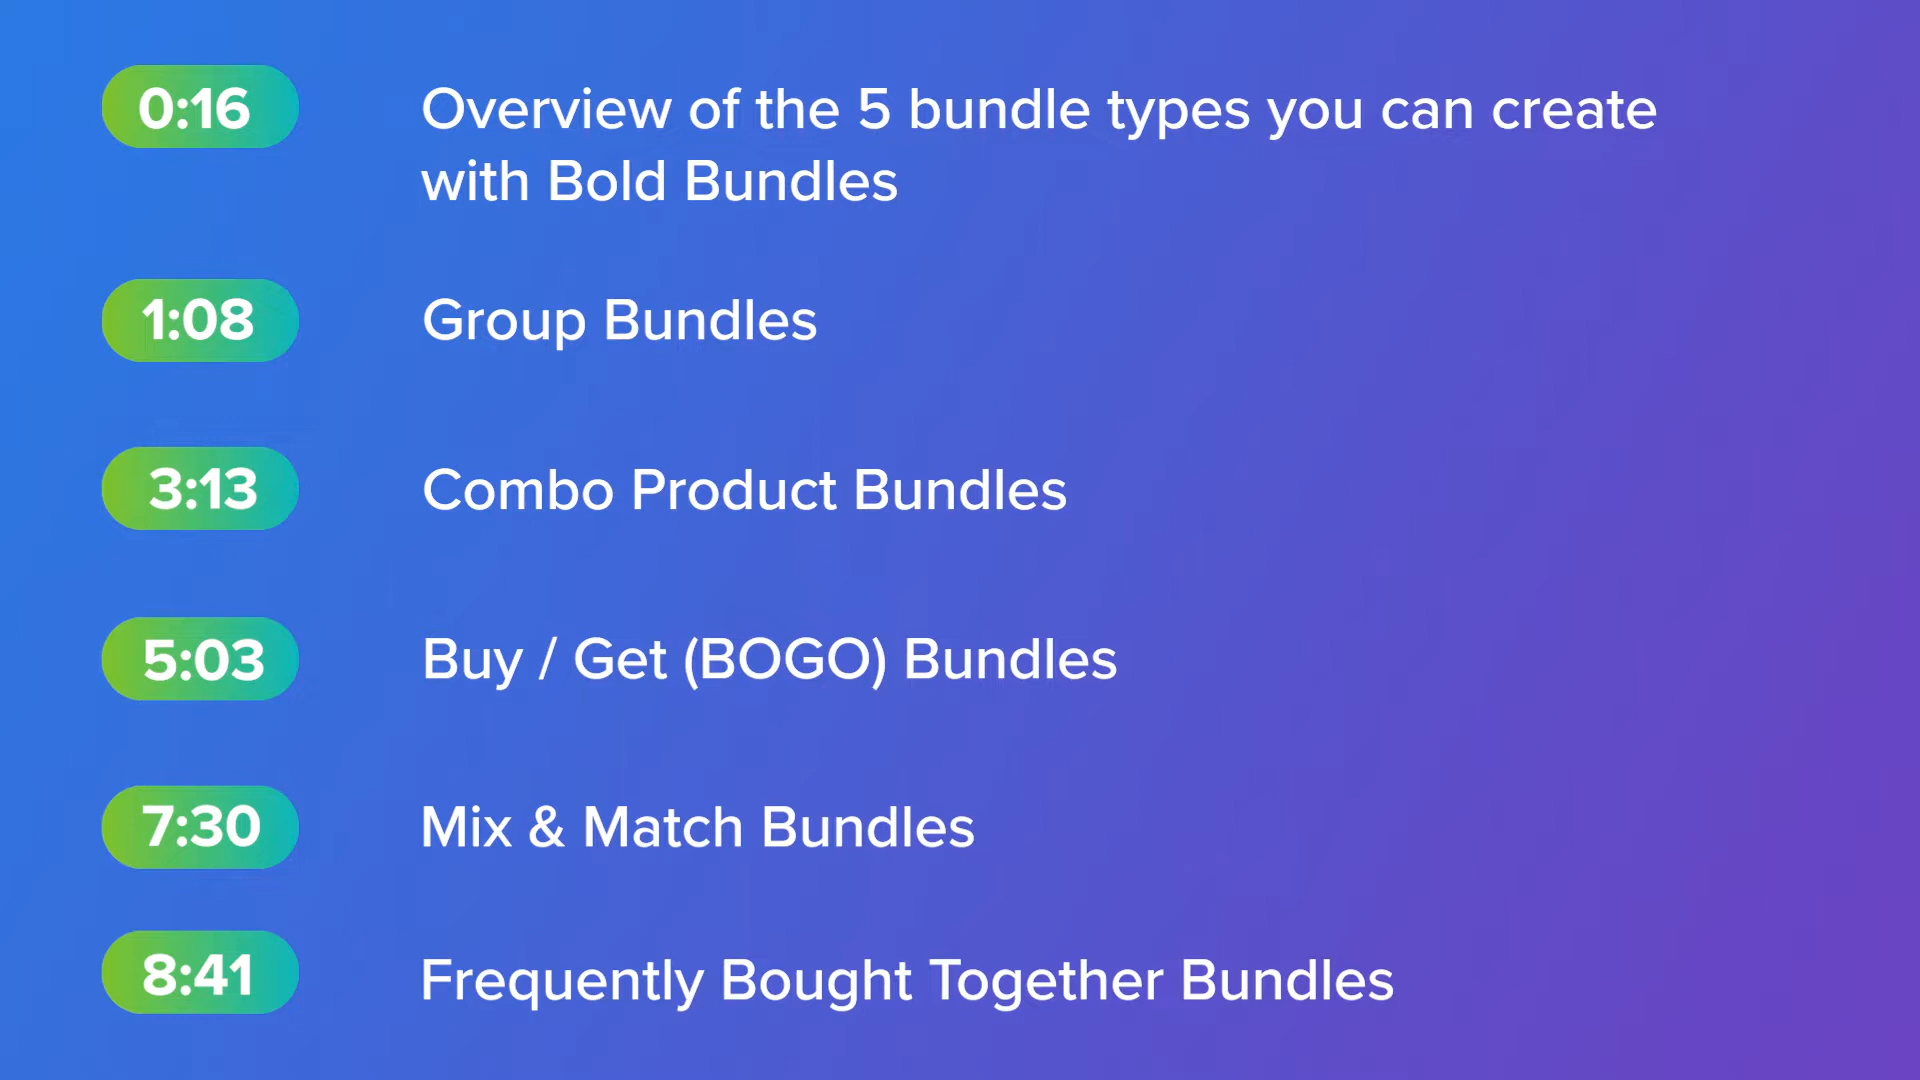 0:16 Overview of the 5 bundle types you can create
with Bold Bundles
1:08 Group Bundles
3:13 Combo Product Bundles
5:03 Buy / Get (BOGO) Bundles
7:30 Mix & Match Bundles
8:41 Frequently Bought Together Bundles